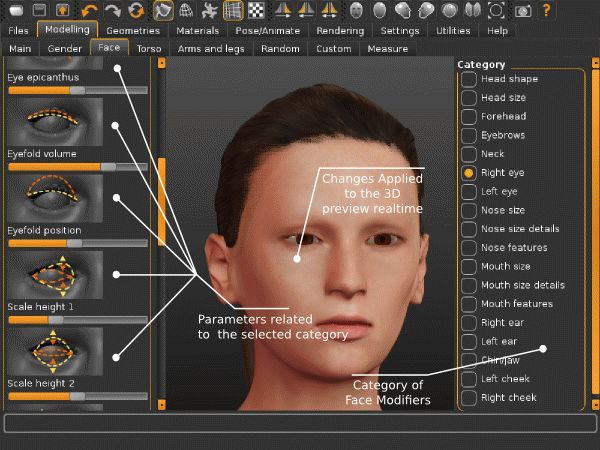 Files Modelling Geometries Materials Pose/Animate Rendering Settings Utilities Help
Main Gender Face Torso Arms and legs Random Custom Measure
Eye epicanthus
Eyefold volume
Eyefold position
Scale height 1
Scale height 2
Changes Applied
to the 3D
preview realtime
Parameters related
to the selected category
Category of
Face Modifiers
Category
Head shape
Head size
Forehead
Eyebrows
Neck
Right eye
Left eye
Nose size
Nose size details
Nose features
Mouth size
Mouth size details
Mouth features
Right ear
Left ear
Chin/jaw
Left cheek
Right cheek